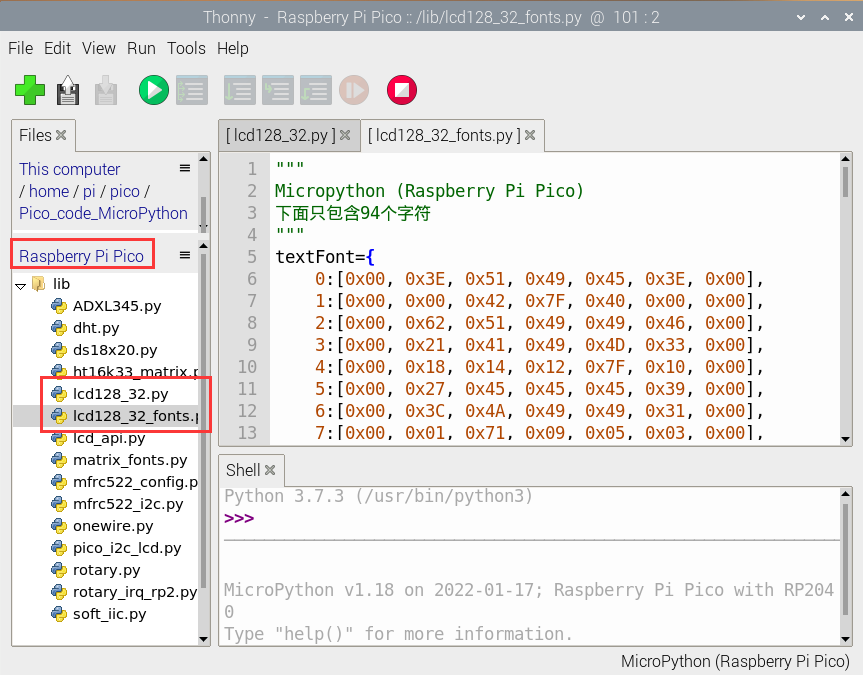 Thonny - Raspberry Pi Pico :: /lib/lcd128_32_fonts.py @ 101 : 2
File Edit View Run Tools Help
Files
This computer
/ home / pi / pico /
Pico_code_MicroPython
Raspberry Pi Pico
lib
ADXL345.py
dht.py
ds18x20.py
ht16k33_matrix.p
lcd128_32.py
lcd128_32_fonts.p
lcd_api.py
matrix_fonts.py
mfrc522_config.p
mfrc522_i2c.py
onewire.py
pico_i2c_lcd.py
rotary.py
rotary_irq_rp2.py
soft_iic.py
[ lcd128_32.py ] [ lcd128_32_fonts.py ]
1 """
2 Micropython (Raspberry Pi Pico)
3 下面只包含94个字符
4 """
5 textFont={
6 0:[0x00, 0x3E, 0x51, 0x49, 0x45, 0x3E, 0x00],
7 1:[0x00, 0x00, 0x42, 0x7F, 0x40, 0x00, 0x00],
8 2:[0x00, 0x62, 0x51, 0x49, 0x49, 0x46, 0x00],
9 3:[0x00, 0x21, 0x41, 0x49, 0x4D, 0x33, 0x00],
10 4:[0x00, 0x18, 0x14, 0x12, 0x7F, 0x10, 0x00],
11 5:[0x00, 0x27, 0x45, 0x45, 0x45, 0x39, 0x00],
12 6:[0x00, 0x3C, 0x4A, 0x49, 0x49, 0x31, 0x00],
13 7:[0x00, 0x01, 0x71, 0x09, 0x05, 0x03, 0x00],
Shell
Python 3.7.3 (/usr/bin/python3)
>>>
MicroPython v1.18 on 2022-01-17; Raspberry Pi Pico with RP204
0
Type "help()" for more information.
MicroPython (Raspberry Pi Pico)